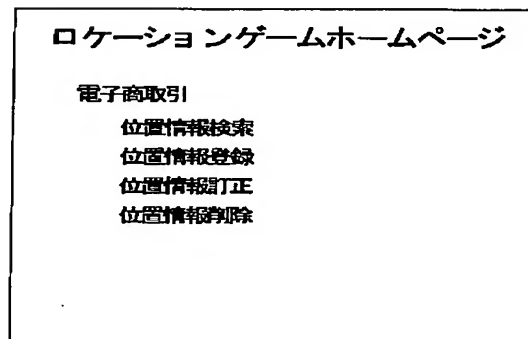 ロケーションゲームホームページ
電子商取引
位置情報検索
位置情報登録
位置情報訂正
位置情報削除